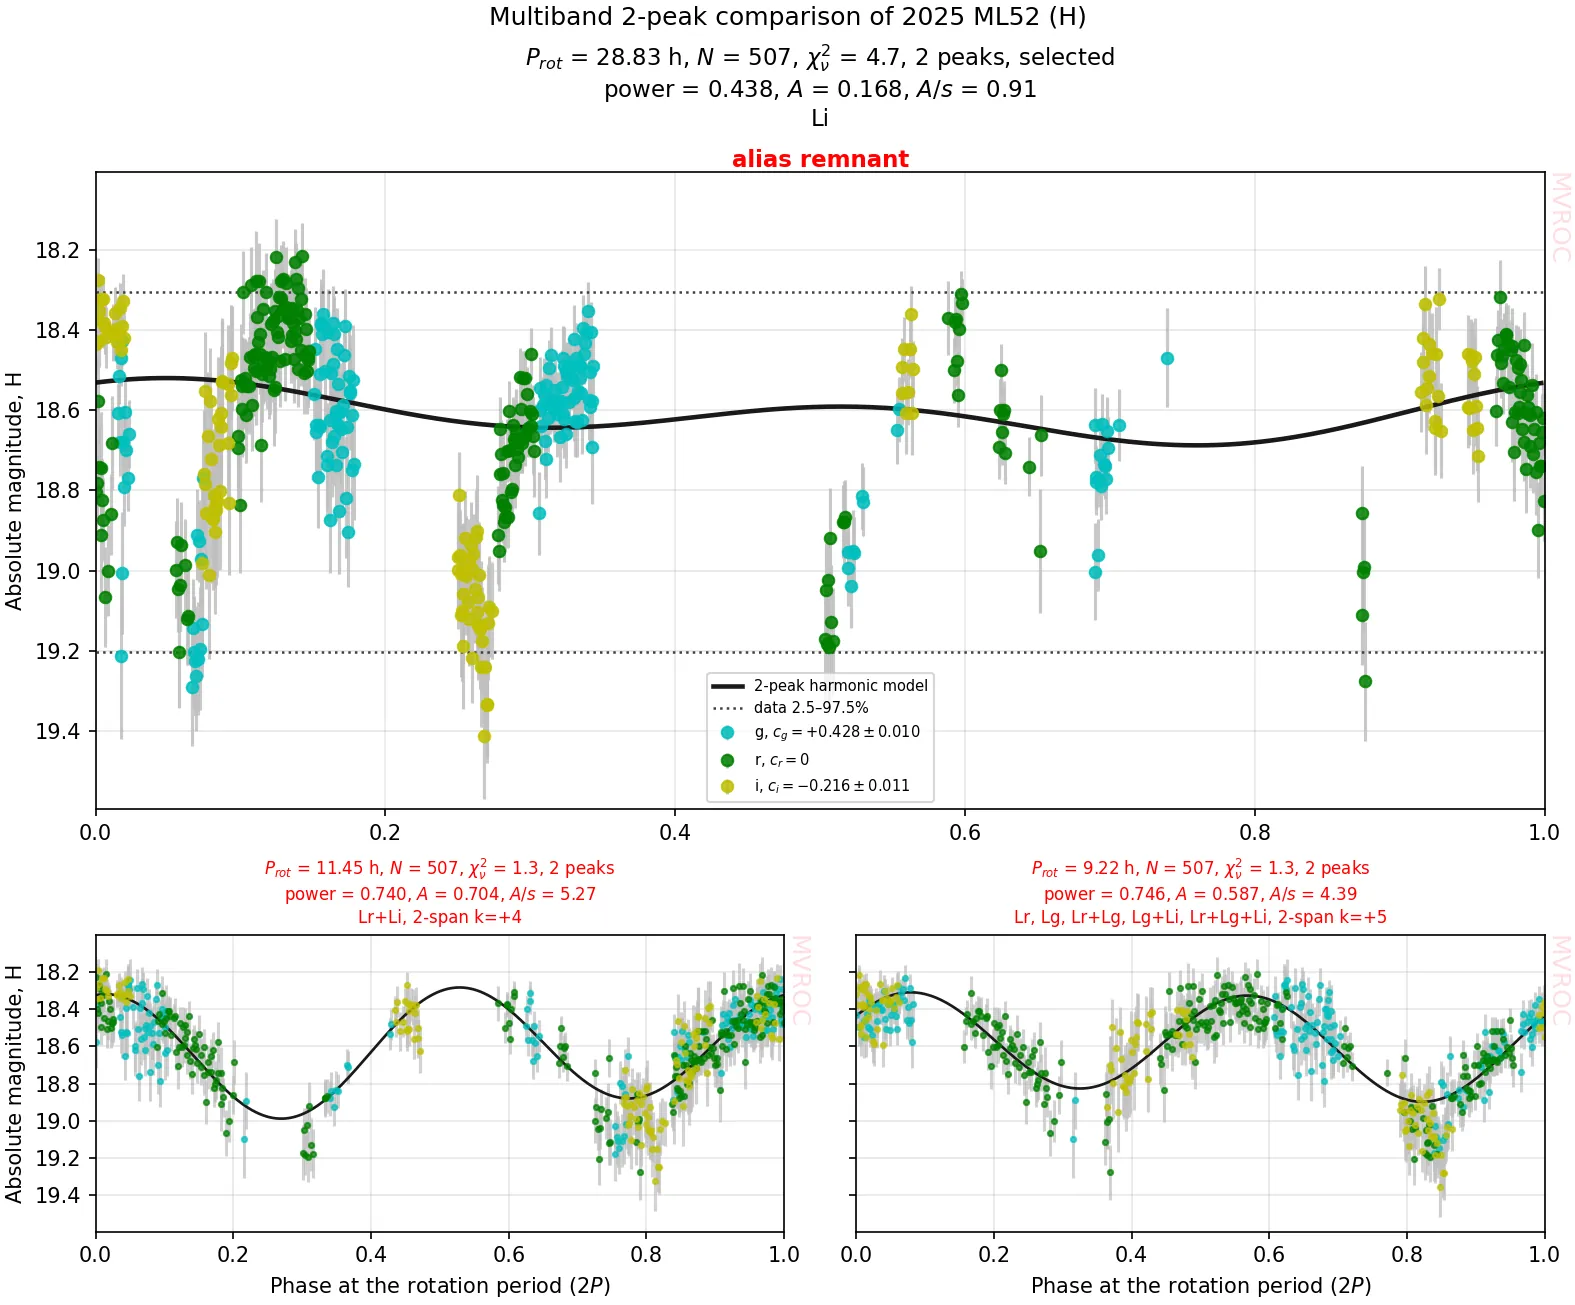 Multiband 2-peak comparison of 2025 ML52 (H)
P_rot = 28.83 h, N = 507, χ²_ν = 4.7, 2 peaks, selected
power = 0.438, A = 0.168, A/s = 0.91
Li
alias remnant
MVROC
Absolute magnitude, H
18.2
18.4
18.6
18.8
19.0
19.2
19.4
2-peak harmonic model
data 2.5–97.5%
g, c_g = +0.428 ± 0.010
r, c_r = 0
i, c_i = −0.216 ± 0.011
0.0 0.2 0.4 0.6 0.8 1.0
P_rot = 11.45 h, N = 507, χ²_ν = 1.3, 2 peaks
power = 0.740, A = 0.704, A/s = 5.27
Lr+Li, 2-span k=+4
MVROC
Absolute magnitude, H
18.2
18.4
18.6
18.8
19.0
19.2
19.4
0.0 0.2 0.4 0.6 0.8 1.0
Phase at the rotation period (2P)
P_rot = 9.22 h, N = 507, χ²_ν = 1.3, 2 peaks
power = 0.746, A = 0.587, A/s = 4.39
Lr, Lg, Lr+Lg, Lg+Li, Lr+Lg+Li, 2-span k=+5
MVROC
0.0 0.2 0.4 0.6 0.8 1.0
Phase at the rotation period (2P)